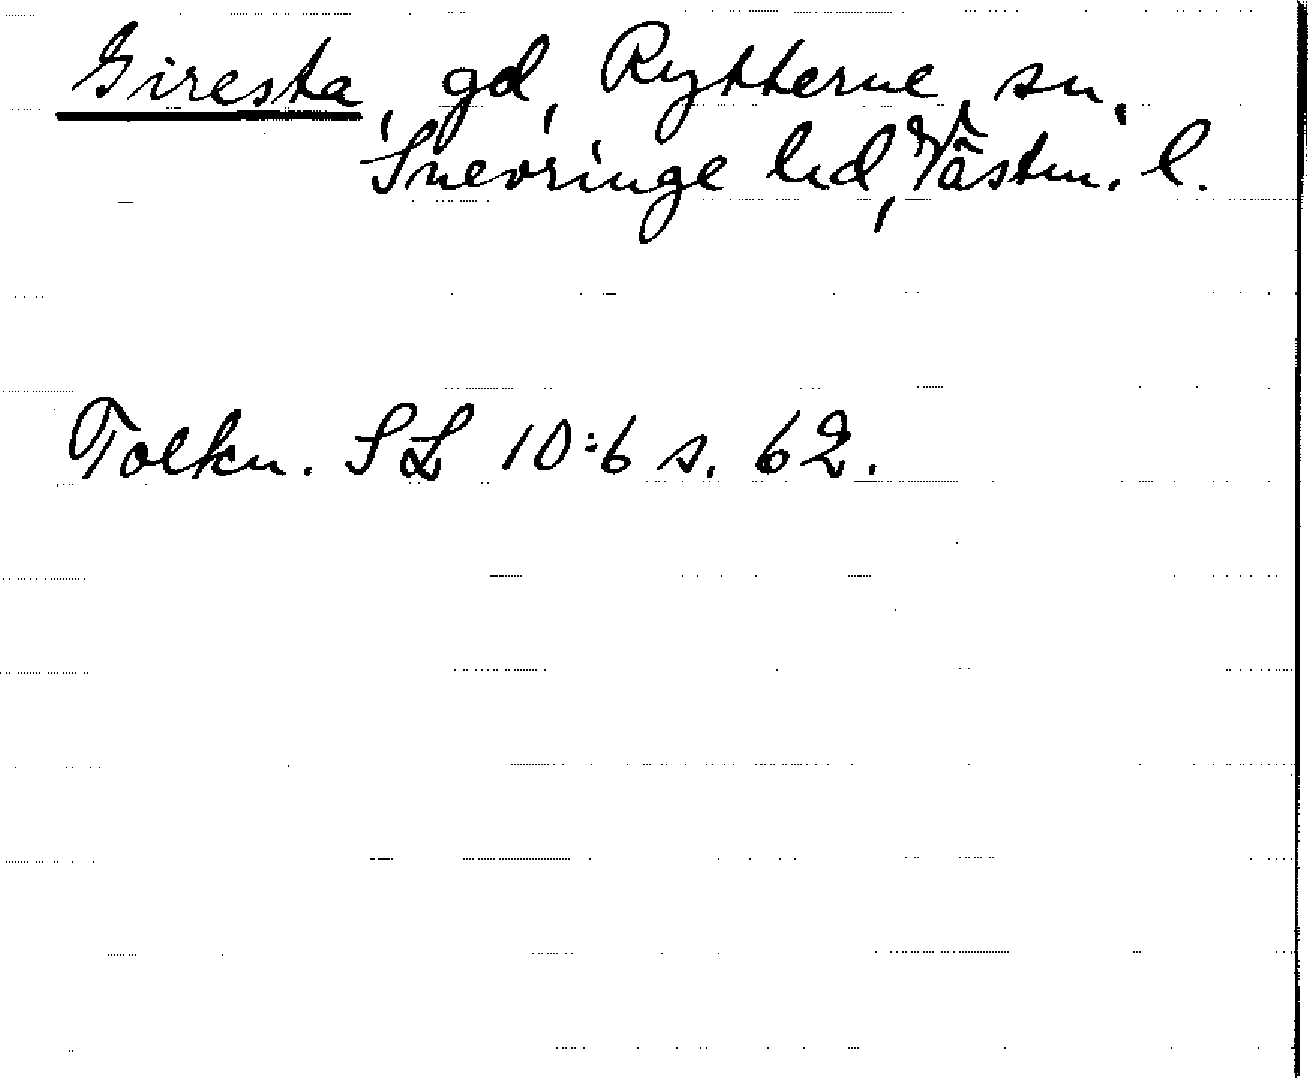 Giresta, gd, Rytterne sn,
Snevringe hd, Västm. l.
Tolkn. SL 10:6 s. 62.